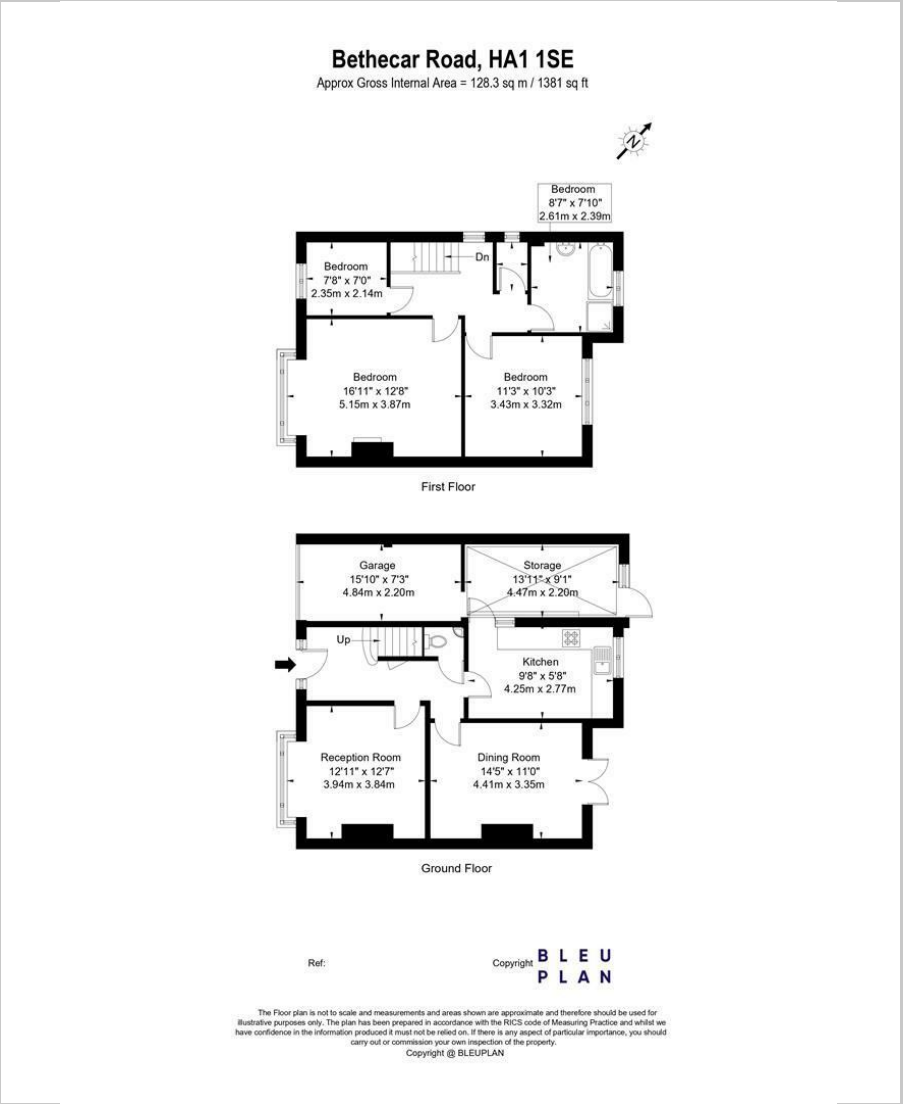 Bethecar Road, HA1 1SE
Approx Gross Internal Area = 128.3 sq m / 1381 sq ft
N
Bedroom
8'7" x 7'10"
2.61m x 2.39m
Dn
Bedroom
7'8" x 7'0"
2.35m x 2.14m
Bedroom
16'11" x 12'8"
5.15m x 3.87m
Bedroom
11'3" x 10'3"
3.43m x 3.32m
First Floor
Garage
15'10" x 7'3"
4.84m x 2.20m
Storage
13'11" x 9'1"
4.47m x 2.20m
Up
Kitchen
9'8" x 5'8"
4.25m x 2.77m
Reception Room
12'11" x 12'7"
3.94m x 3.84m
Dining Room
14'5" x 11'0"
4.41m x 3.35m
Ground Floor
Ref:
Copyright
BLEU
PLAN
The Floor plan is not to scale and measurements and areas shown are approximate and therefore should be used for
illustrative purposes only. The plan has been prepared in accordance with the RICS code of Measuring Practice and whilst we
have confidence in the information produced it must not be relied on. If there is any aspect of particular importance, you should
carry out or commission your own inspection of the property.
Copyright @ BLEUPLAN